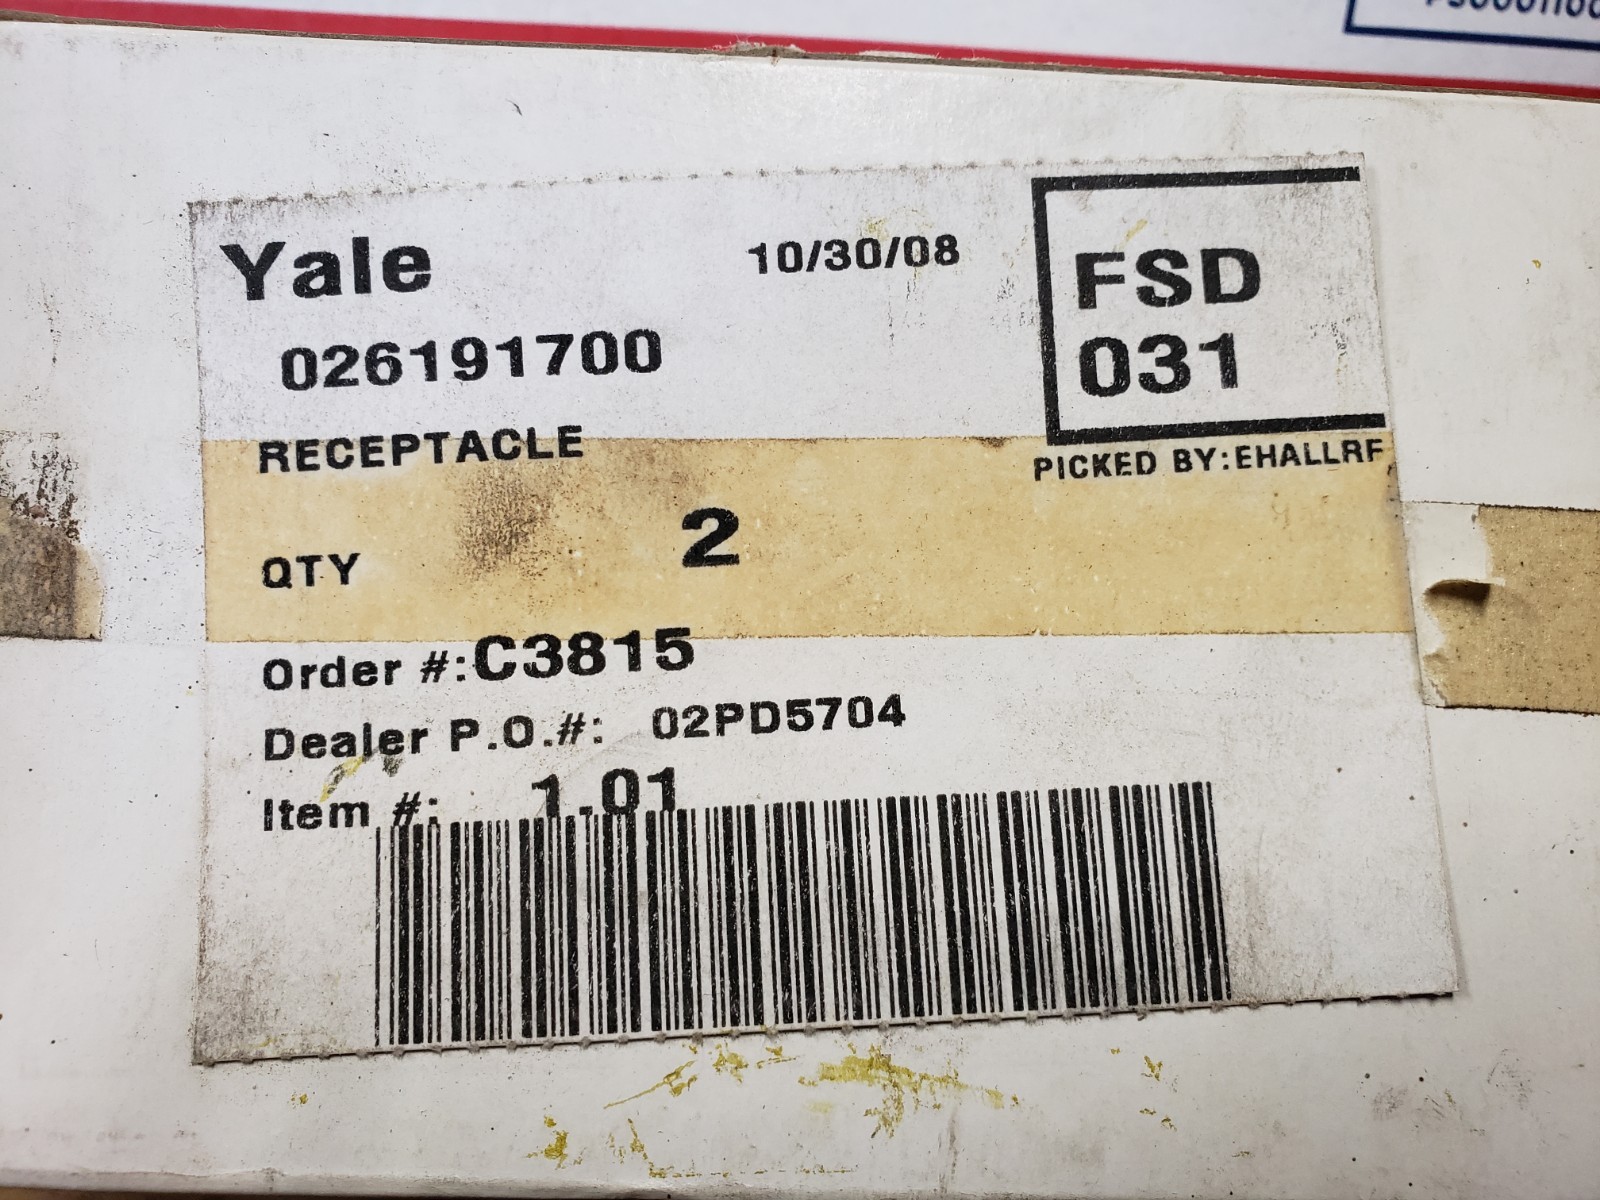 Yale
10/30/08
FSD
031
026191700
RECEPTACLE
PICKED BY:EHALLRF
QTY 2
Order #:C3815
Dealer P.O.#: 02PD5704
Item #: 1.01